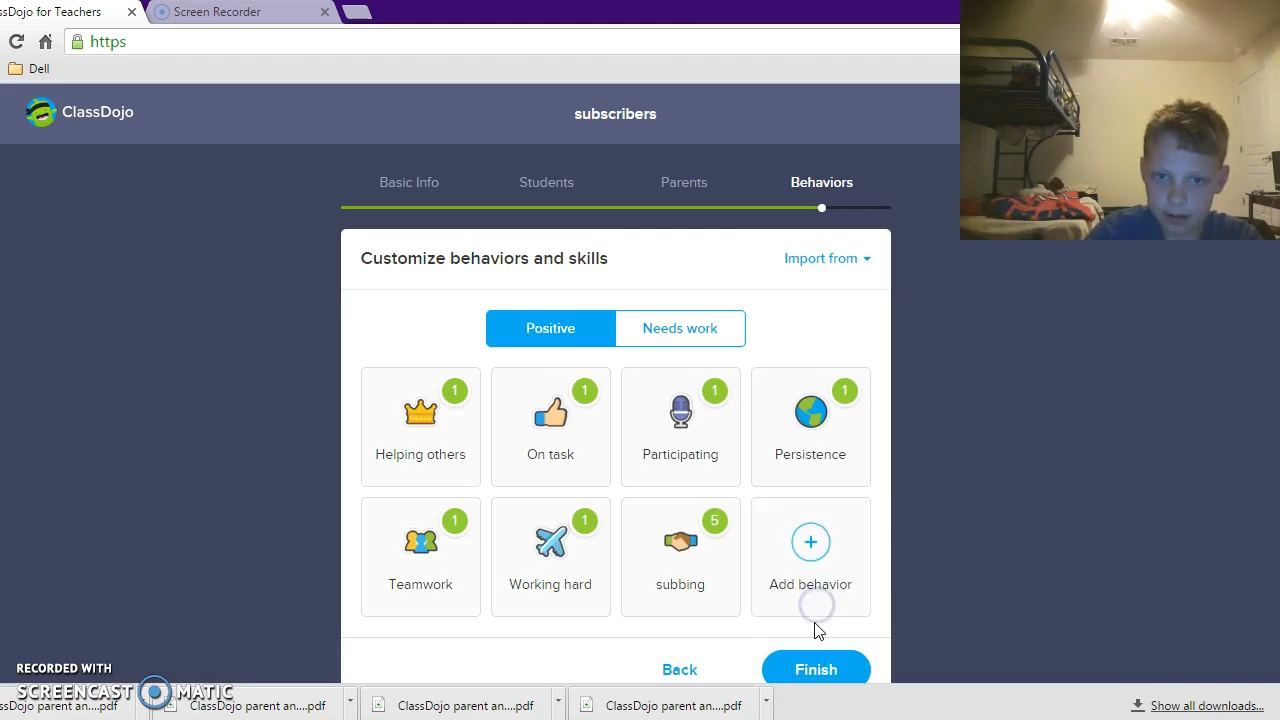 ssDojo for Teachers × Screen Recorder ×
https
Dell
ClassDojo subscribers
Basic Info Students Parents Behaviors
Customize behaviors and skills Import from
Positive Needs work
1 1 1 1
Helping others On task Participating Persistence
1 1 5 +
Teamwork Working hard subbing Add behavior
Back Finish
RECORDED WITH
SCREENCAST MATIC
ssDojo parent an....pdf ClassDojo parent an....pdf ClassDojo parent an....pdf ClassDojo parent an....pdf Show all downloads...